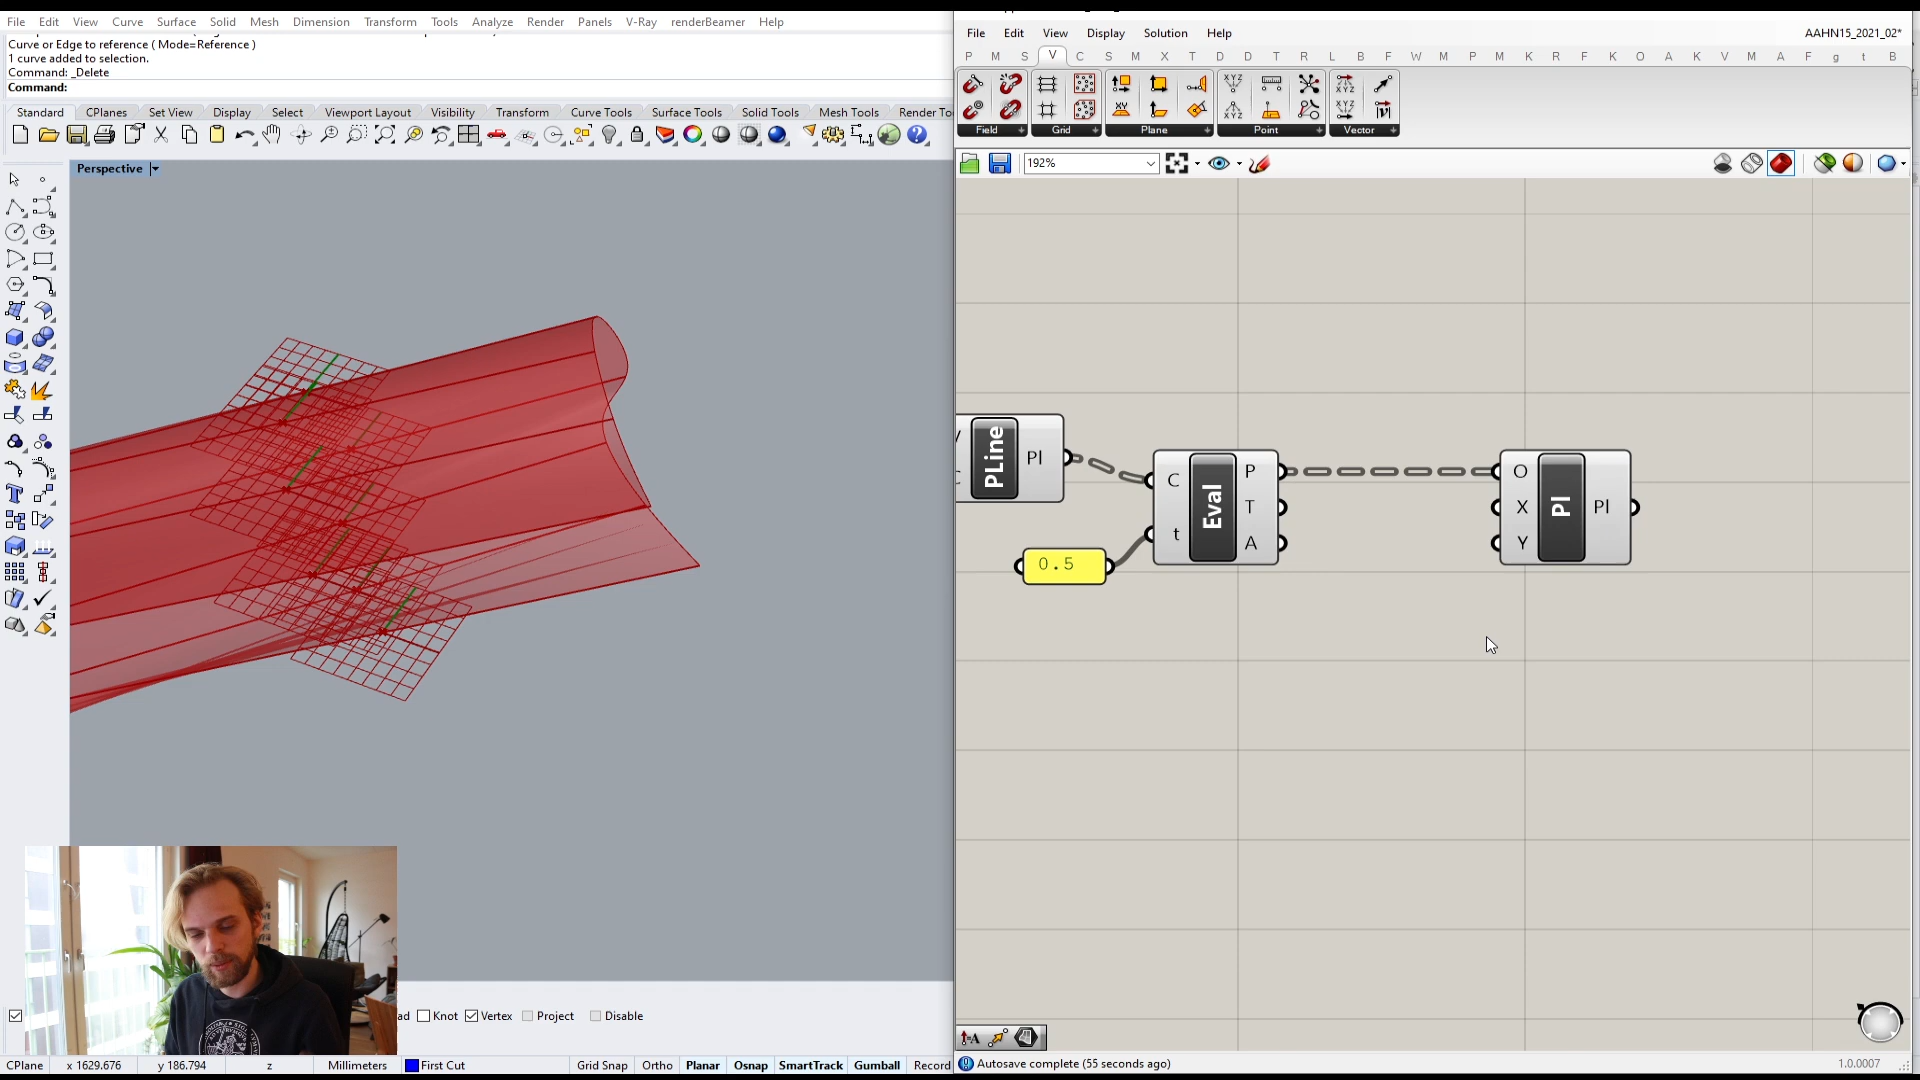 File Edit View Curve Surface Solid Mesh Dimension Transform Tools Analyze Render Panels V-Ray renderBeamer Help
Curve or Edge to reference ( Mode=Reference )
1 curve added to selection.
Command: _Delete
Command:
Standard CPlanes Set View Display Select Viewport Layout Visibility Transform Curve Tools Surface Tools Solid Tools Mesh Tools Render To
Perspective
Knot Vertex Project Disable
CPlane x 1629.676 y 186.794 z Millimeters First Cut Grid Snap Ortho Planar Osnap SmartTrack Gumball Record
File Edit View Display Solution Help AAHN15_2021_02*
P M S V C S M X T D T R L B F W M P M K R F K O A K V M A F g t B
Field Grid Plane Point Vector
192%
PLine Pl
C t Eval P T A
0.5
O X Y Pl Pl
Autosave complete (55 seconds ago) 1.0.0007